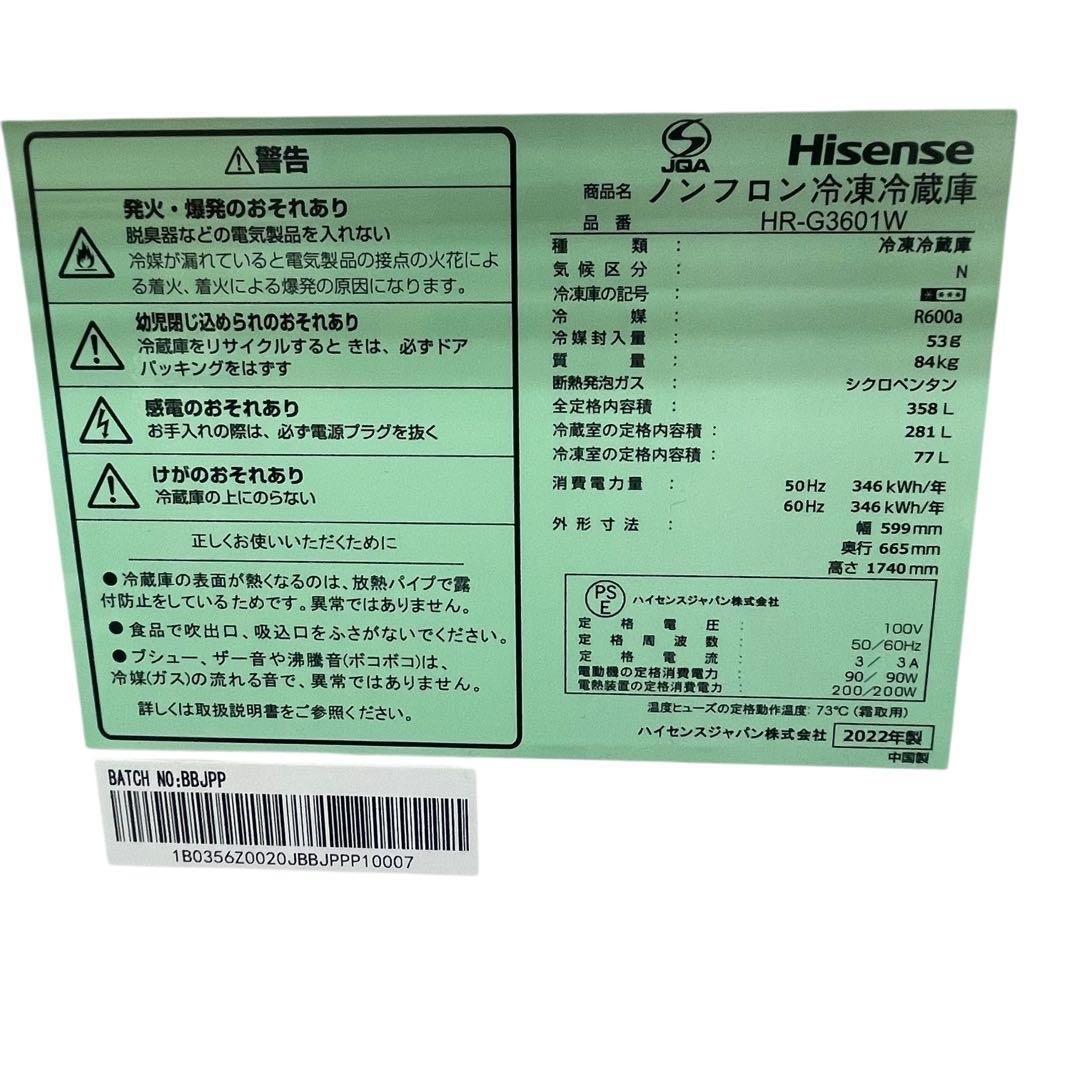 警告
発火・爆発のおそれあり
脱臭器などの電気製品を入れない
冷媒が漏れていると電気製品の接点の火花によ
る着火、着火による爆発の原因になります。
幼児閉じ込められのおそれあり
冷蔵庫をリサイクルすると きは、必ずドア
パッキングをはずす
感電のおそれあり
お手入れの際は、必ず電源プラグを抜く
けがのおそれあり
冷蔵庫の上にのらない
正しくお使いいただくために
●冷蔵庫の表面が熱くなるのは、放熱パイプで露
付防止をしているためです。異常ではありません。
●食品で吹出口、吸込口をふさがないでください。
●プシュー、ザー音や沸騰音(ボコボコ)は、
冷媒(ガス)の流れる音で、異常ではありません。
詳しくは取扱説明書をご参照ください。
JQA
Hisense
商品名 ノンフロン冷凍冷蔵庫
品番 HR-G3601W
種類 : 冷凍冷蔵庫
気候区分 : N
冷凍庫の記号 : ****
冷媒 : R600a
冷媒封入量 : 53g
質量 : 84kg
断熱発泡ガス : シクロペンタン
全定格内容積 : 358 L
冷蔵室の定格内容積 : 281 L
冷凍室の定格内容積 : 77 L
消費電力量 : 50Hz 346 kWh/年
60Hz 346 kWh/年
外形寸法 : 幅 599mm
奥行 665mm
高さ 1740mm
PS
E
ハイセンスジャパン株式会社
定格電圧 : 100V
定格周波数 : 50/60Hz
定格電流 : 3/ 3A
電動機の定格消費電力 : 90/ 90W
電熱装置の定格消費電力 : 200/200W
温度ヒューズの定格動作温度: 73℃ (霜取用)
ハイセンスジャパン株式会社 2022年製
中国製
BATCH NO:BBJPP
1B0356Z0020JBBJPPP10007